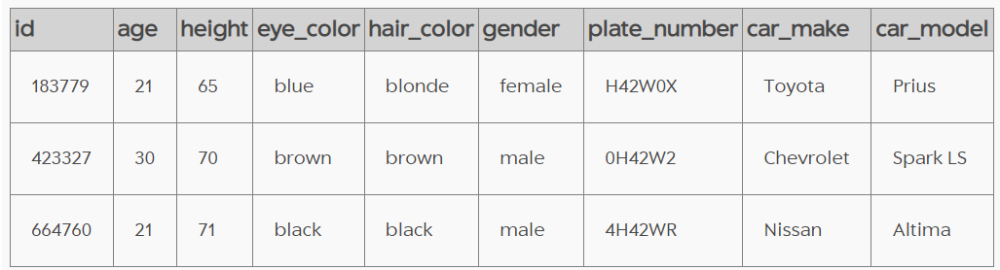 id age height eye_color hair_color gender plate_number car_make car_model
183779 21 65 blue blonde female H42W0X Toyota Prius
423327 30 70 brown brown male 0H42W2 Chevrolet Spark LS
664760 21 71 black black male 4H42WR Nissan Altima